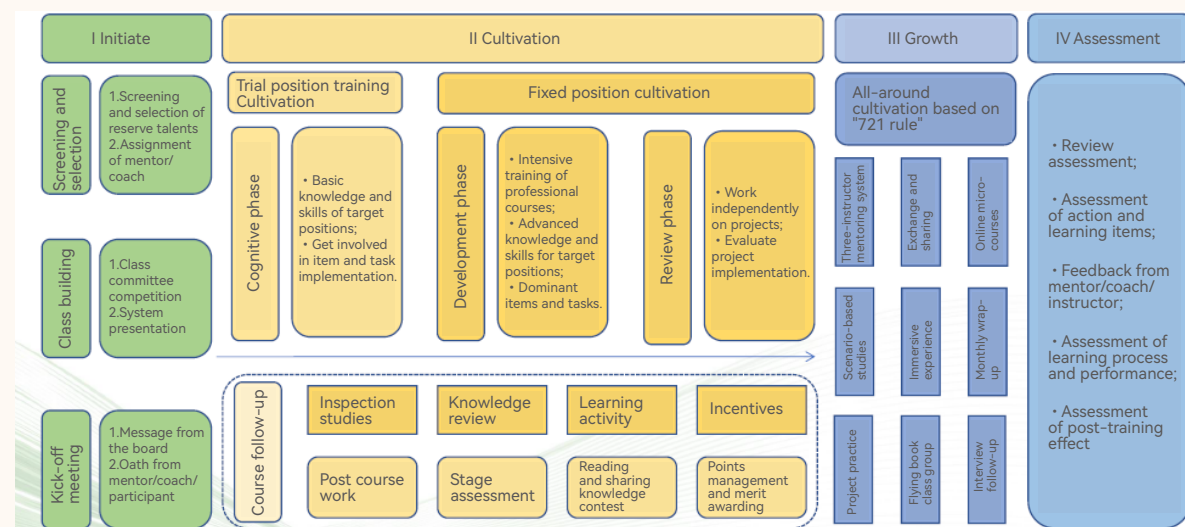 I Initiate
II Cultivation
III Growth
IV Assessment
Screening and
selection
1.Screening
and selection of
reserve talents
2.Assignment
of mentor/
coach
Class building
1.Class
committee
competition
2.System
presentation
Kick-off
meeting
1.Message from
the board
2.Oath from
mentor/coach/
participant
Trial position training
Cultivation
Fixed position cultivation
Cognitive phase
• Basic
knowledge and
skills of target
positions;
• Get involved
in item and task
implementation.
Development phase
• Intensive
training of
professional
courses;
• Advanced
knowledge and
skills for target
positions;
• Dominant
items and tasks.
Review phase
• Work
independently
on projects;
• Evaluate
project
implementation.
Course follow-up
Inspection
studies
Knowledge
review
Learning
activity
Incentives
Post course
work
Stage
assessment
Reading
and sharing
knowledge
contest
Points
management
and merit
awarding
All-around
cultivation based on
"721 rule"
Three-instructor
mentoring system
Exchange and
sharing
Online micro-
courses
Scenario-based
studies
Immersive
experience
Monthly wrap-
up
Project practice
Flying book
class group
Interview
follow-up
• Review
assessment;
• Assessment
of action and
learning items;
• Feedback from
mentor/coach/
instructor;
• Assessment of
learning process
and performance;
• Assessment
of post-training
effect